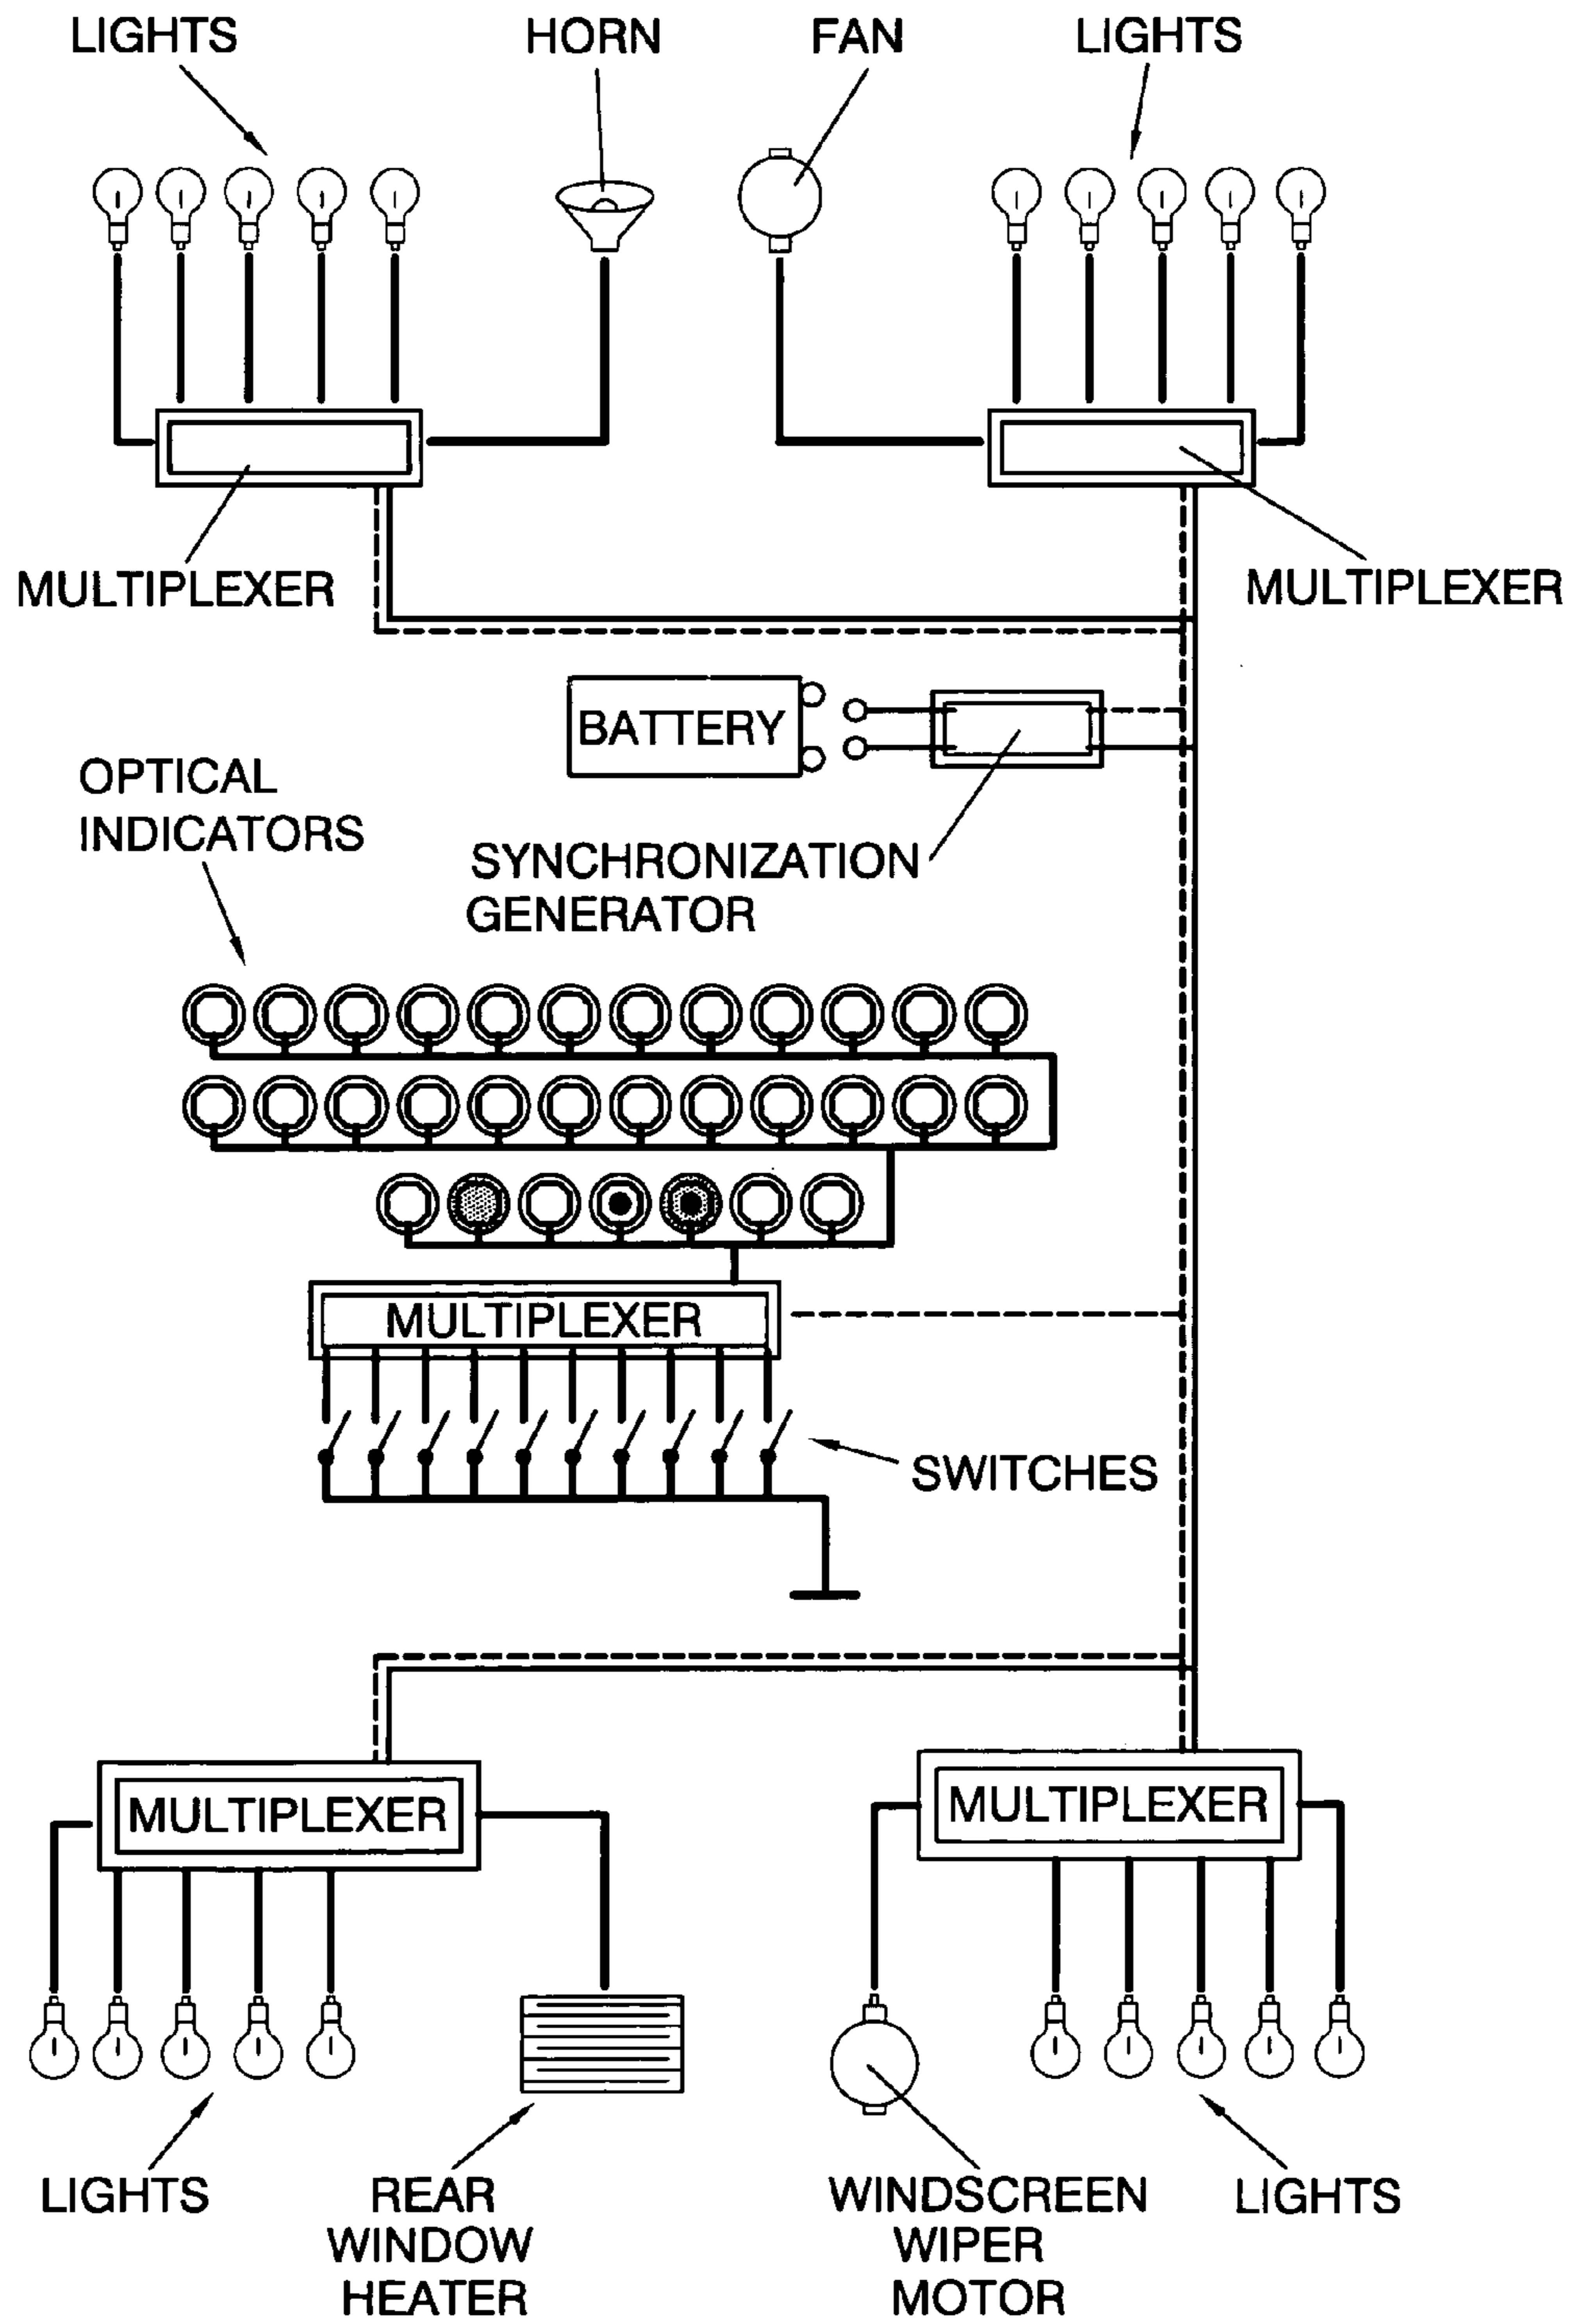 LIGHTS
HORN
FAN
LIGHTS
MULTIPLEXER
MULTIPLEXER
BATTERY
OPTICAL
INDICATORS
SYNCHRONIZATION
GENERATOR
MULTIPLEXER
SWITCHES
MULTIPLEXER
MULTIPLEXER
LIGHTS
REAR
WINDOW
HEATER
WINDSCREEN
WIPER
MOTOR
LIGHTS